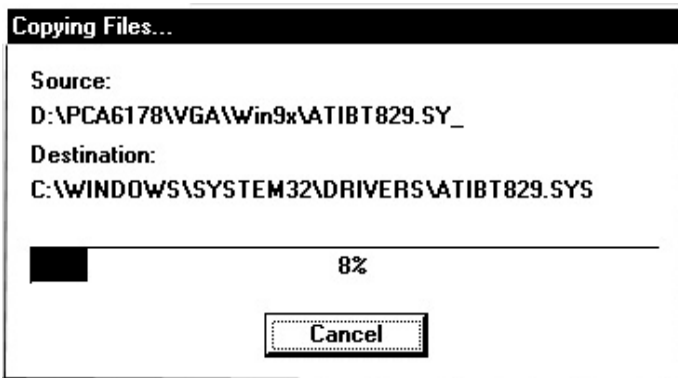 Copying Files...
Source:
D:\PCA6178\VGA\Win9x\ATIBT829.SY_
Destination:
C:\WINDOWS\SYSTEM32\DRIVERS\ATIBT829.SYS
8%
Cancel